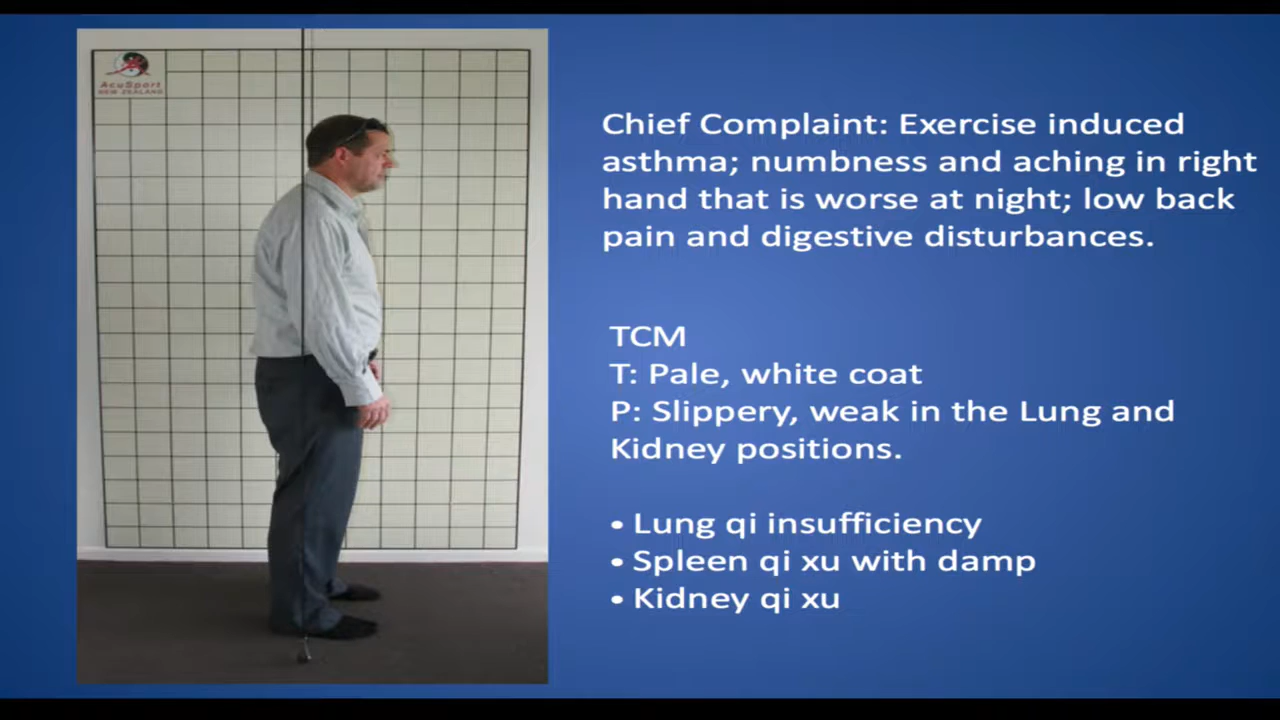 AcuSport
NEW ZEALAND
Chief Complaint: Exercise induced
asthma; numbness and aching in right
hand that is worse at night; low back
pain and digestive disturbances.
TCM
T: Pale, white coat
P: Slippery, weak in the Lung and
Kidney positions.
• Lung qi insufficiency
• Spleen qi xu with damp
• Kidney qi xu